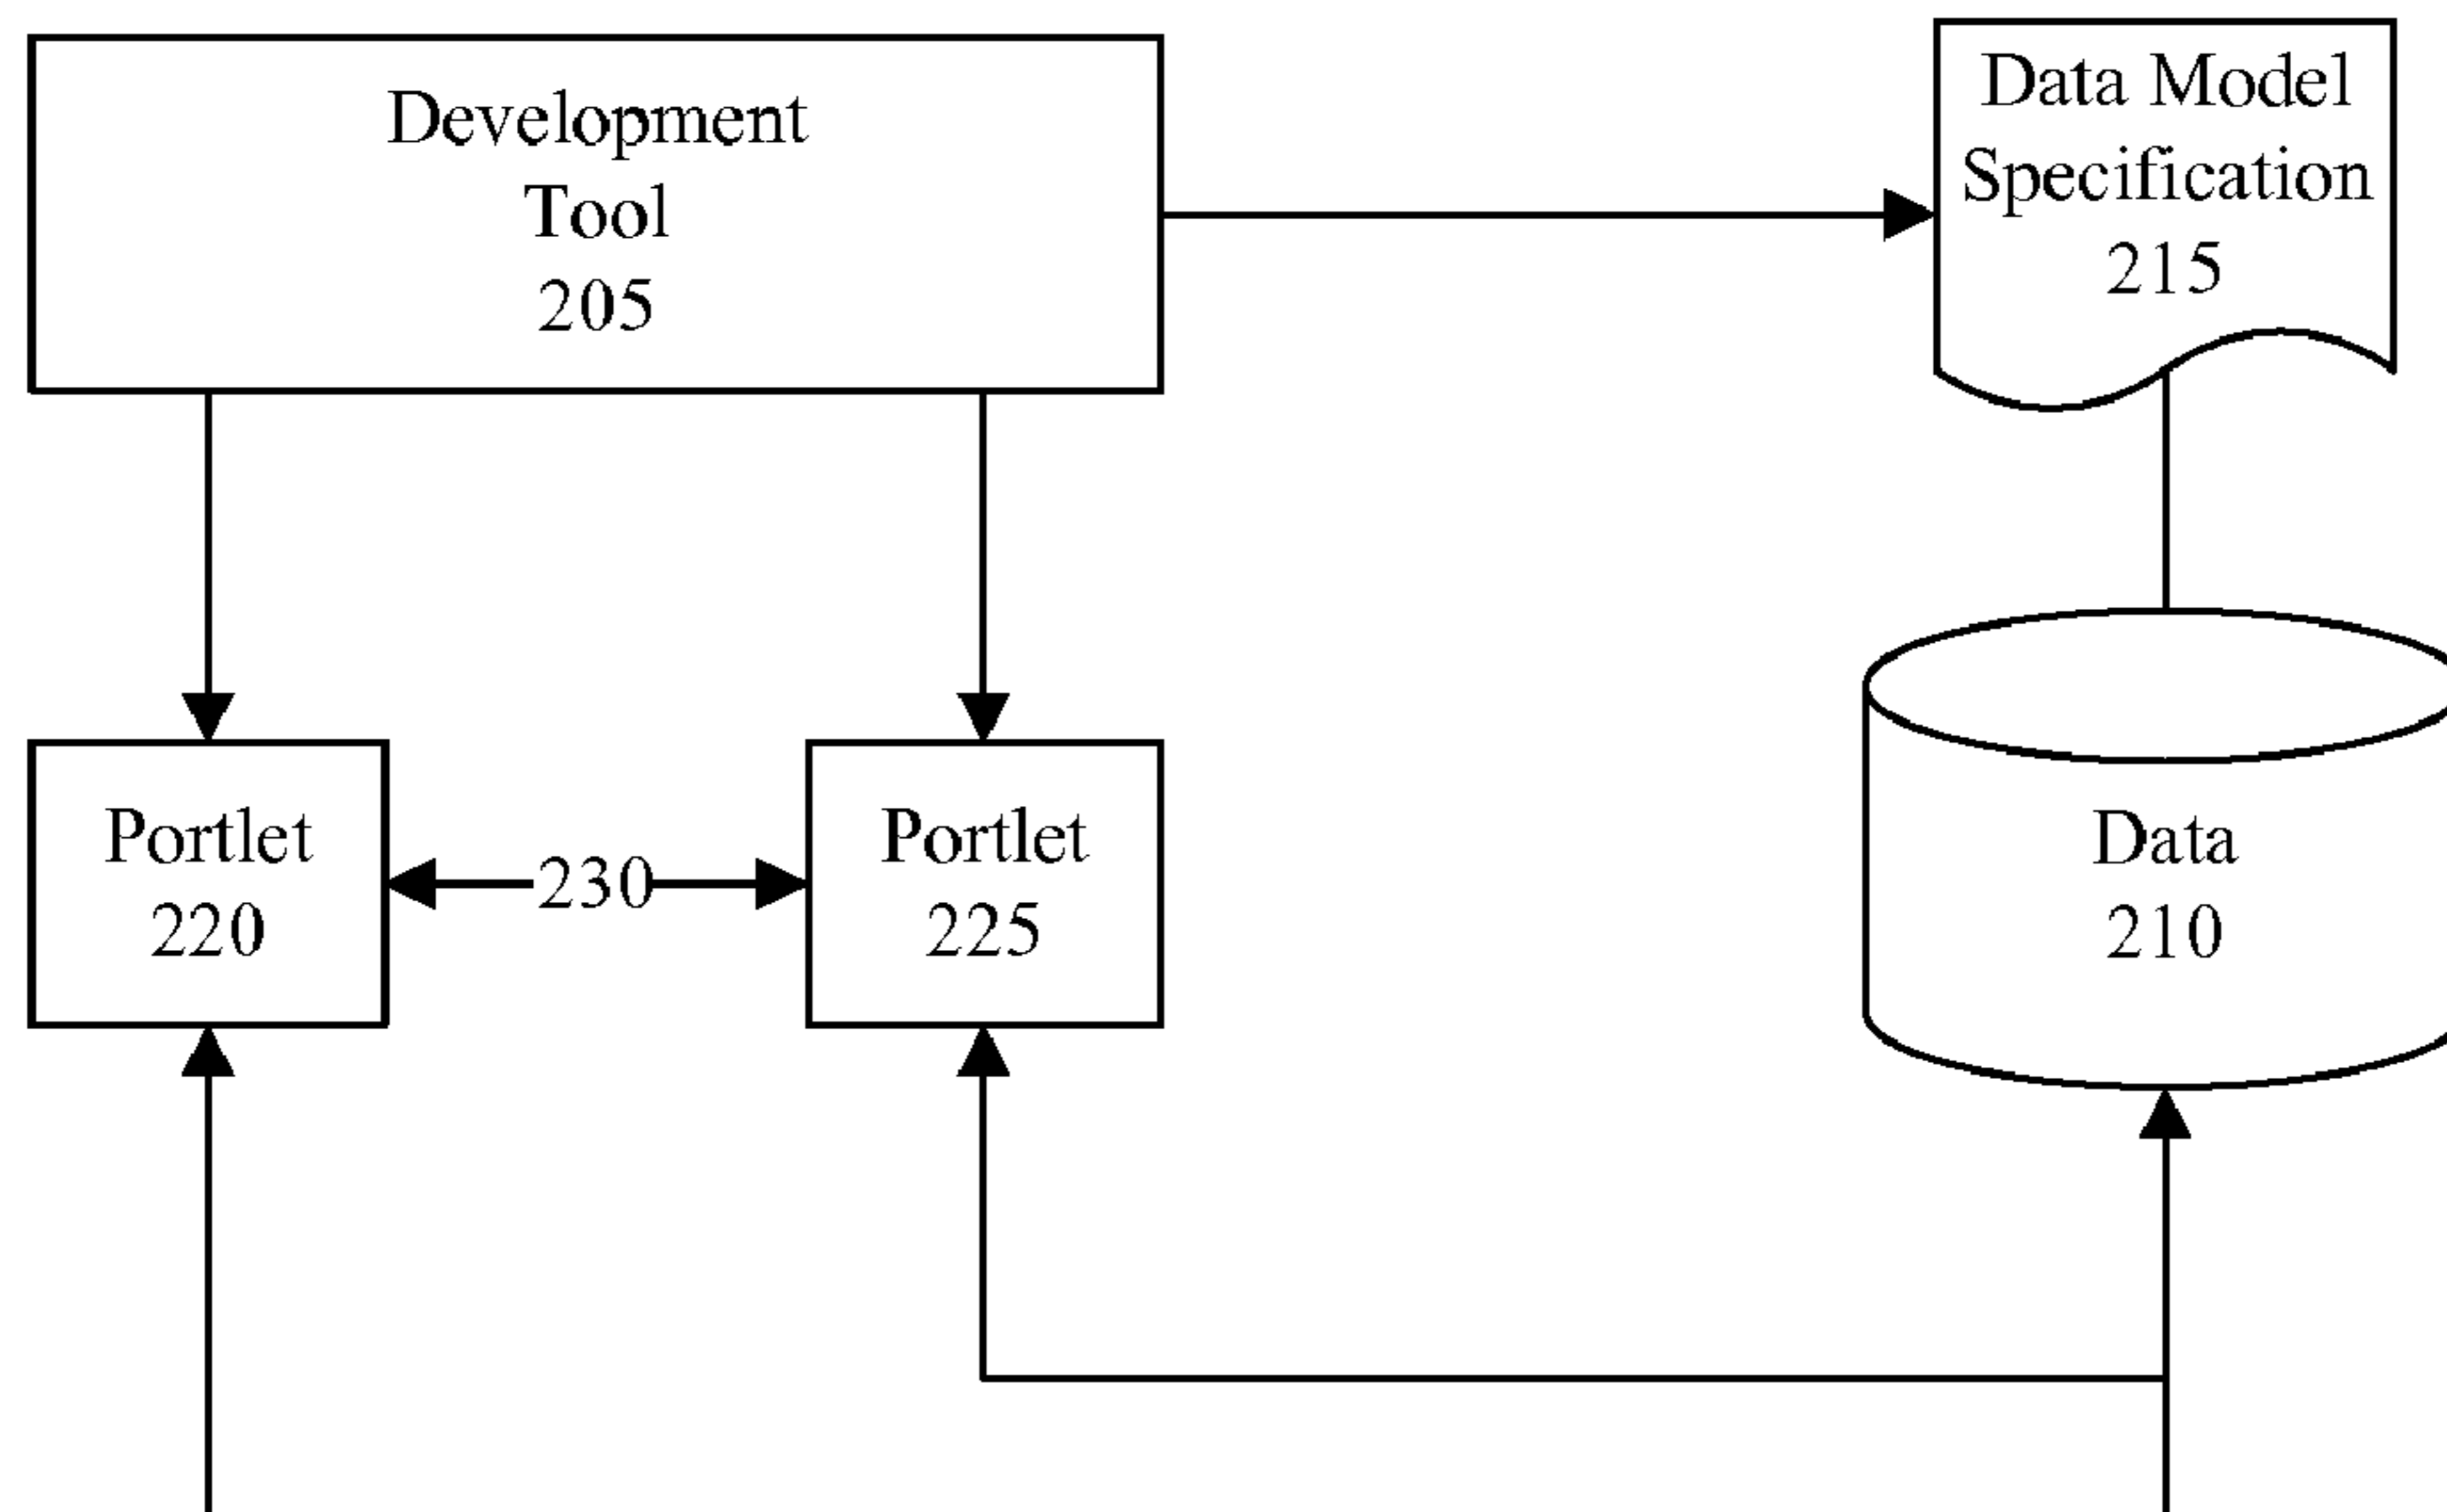 Development
Tool
205
Data Model
Specification
215
Portlet
220
230
Portlet
225
Data
210